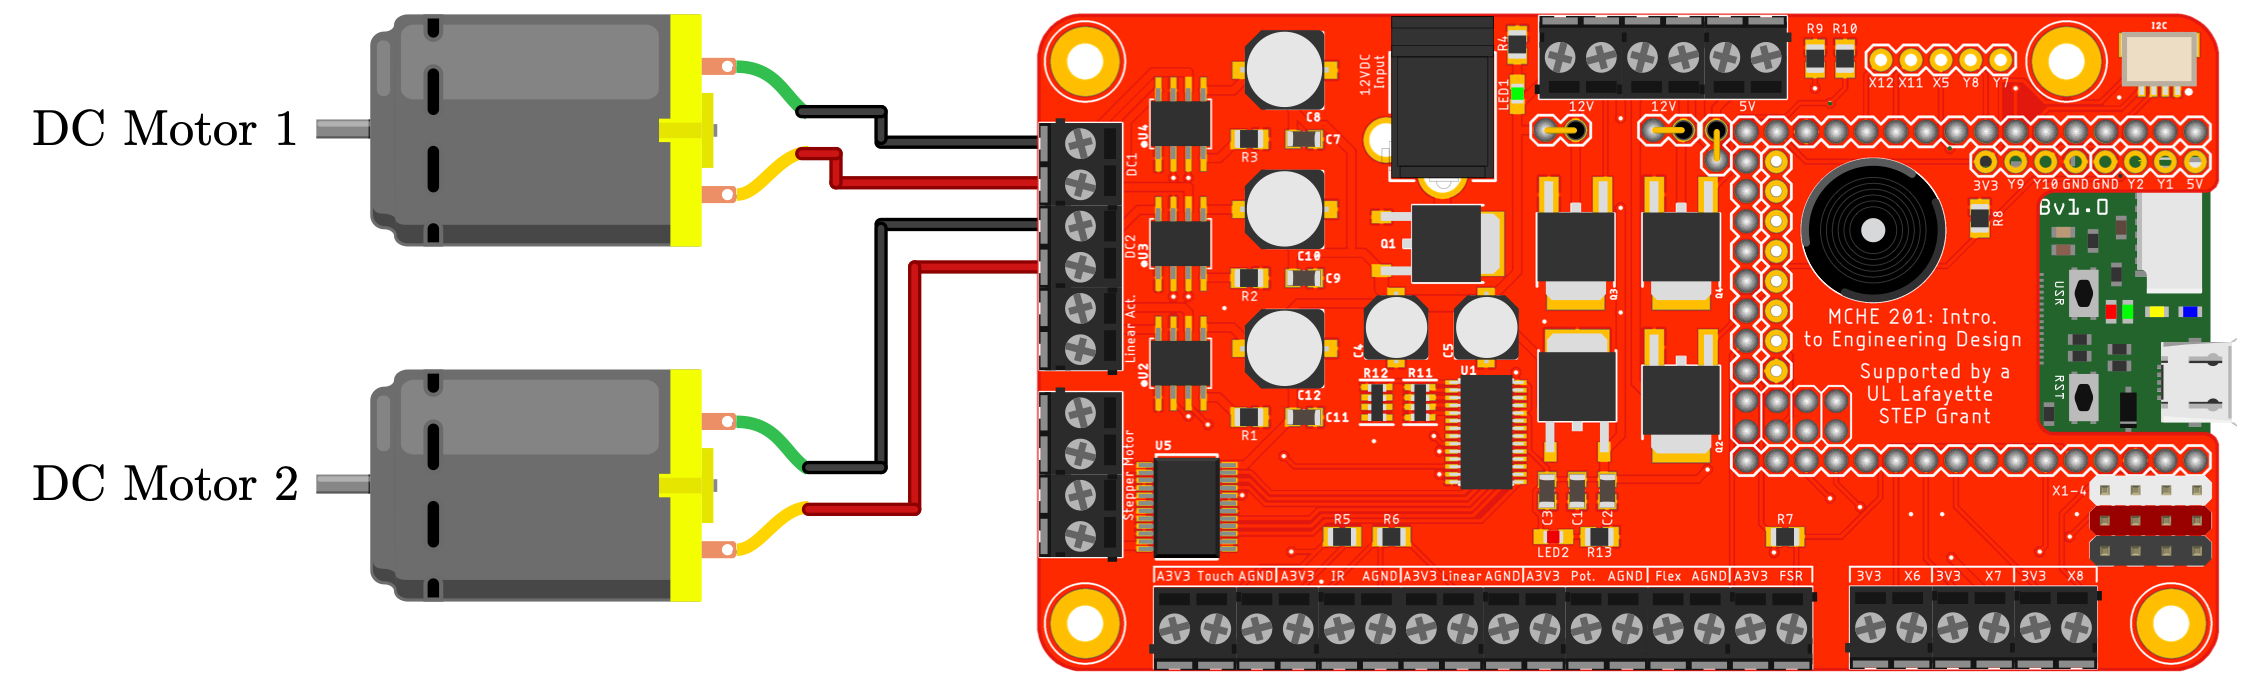 DC Motor 1
DC Motor 2
DC1
DC2
Linear Act.
Stepper Motor
U4
U3
U2
U5
R3
R2
R1
C8
C7
C10
C9
C12
C11
12VDC
Input
Q1
C4
C5
R12
R11
U1
R5
R6
R4
LED1
12V
12V
5V
Q3
Q4
Q2
C3
C1
C2
LED2
R13
R7
R9
R10
X12
X11
X5
Y8
Y7
I2C
3V3
Y9
Y10
GND
GND
Y2
Y1
5V
R8
Bv1.0
USR
RST
MCHE 201: Intro.
to Engineering Design
Supported by a
UL Lafayette
STEP Grant
X1-4
A3V3 Touch AGND
A3V3 IR AGND
A3V3 Linear AGND
A3V3 Pot. AGND
Flex AGND
A3V3 FSR
3V3 X6
3V3 X7
3V3 X8